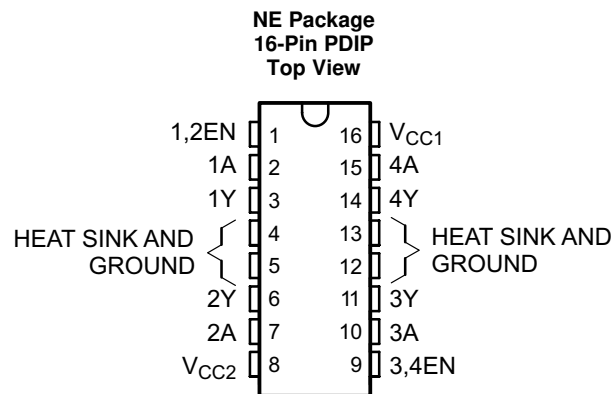 NE Package
16-Pin PDIP
Top View
1,2EN 1 16 VCC1
1A 2 15 4A
1Y 3 14 4Y
HEAT SINK AND GROUND 4 13 HEAT SINK AND GROUND
5 12
2Y 6 11 3Y
2A 7 10 3A
VCC2 8 9 3,4EN